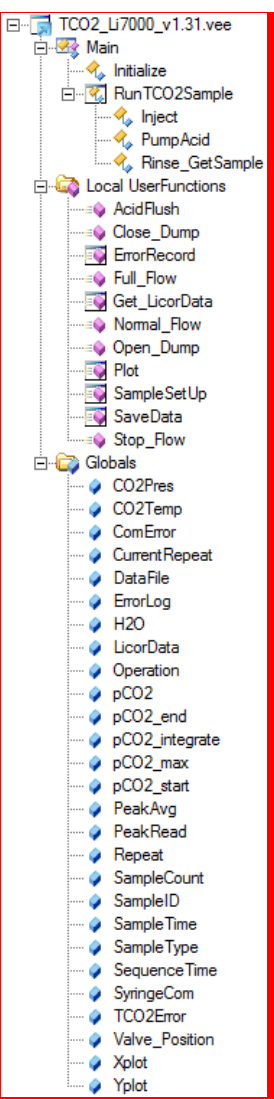 TCO2_Li7000_v1.31.vee
Main
Initialize
RunTCO2Sample
Inject
PumpAcid
Rinse_GetSample
Local UserFunctions
AcidFlush
Close_Dump
ErrorRecord
Full_Flow
Get_LicorData
Normal_Flow
Open_Dump
Plot
SampleSetUp
SaveData
Stop_Flow
Globals
CO2Pres
CO2Temp
ComError
CurrentRepeat
DataFile
ErrorLog
H2O
LicorData
Operation
pCO2
pCO2_end
pCO2_integrate
pCO2_max
pCO2_start
PeakAvg
PeakRead
Repeat
SampleCount
SampleID
SampleTime
SampleType
SequenceTime
SyringeCom
TCO2Error
Valve_Position
Xplot
Yplot